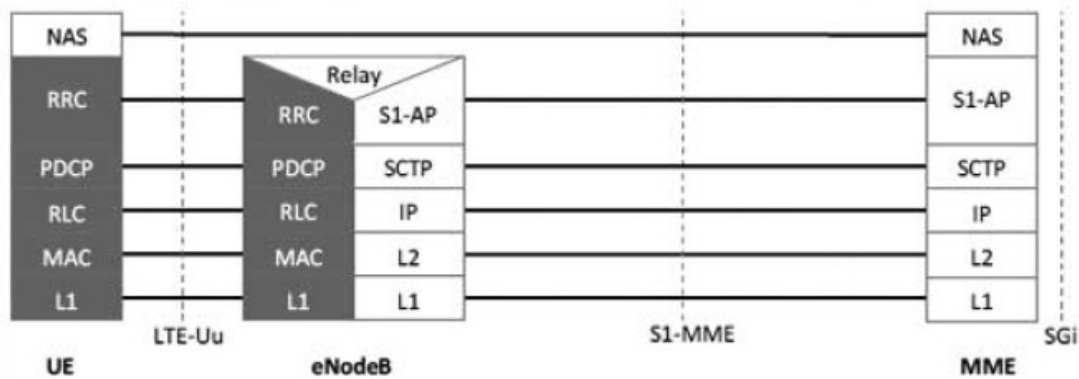 NAS NAS
Relay
RRC RRC S1-AP S1-AP
PDCP PDCP SCTP SCTP
RLC RLC IP IP
MAC MAC L2 L2
L1 L1 L1 L1
LTE-Uu S1-MME SGi
UE eNodeB MME